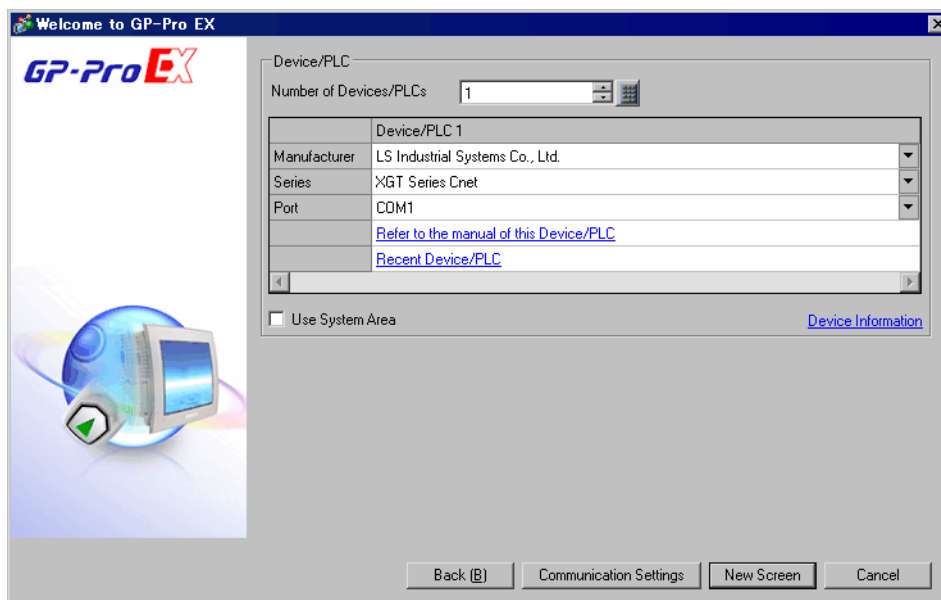 Welcome to GP-Pro EX
GP-Pro EX
Device/PLC
Number of Devices/PLCs 1
Device/PLC 1
Manufacturer LS Industrial Systems Co., Ltd.
Series XGT Series Cnet
Port COM1
Refer to the manual of this Device/PLC
Recent Device/PLC
Use System Area Device Information
Back (B) Communication Settings New Screen Cancel